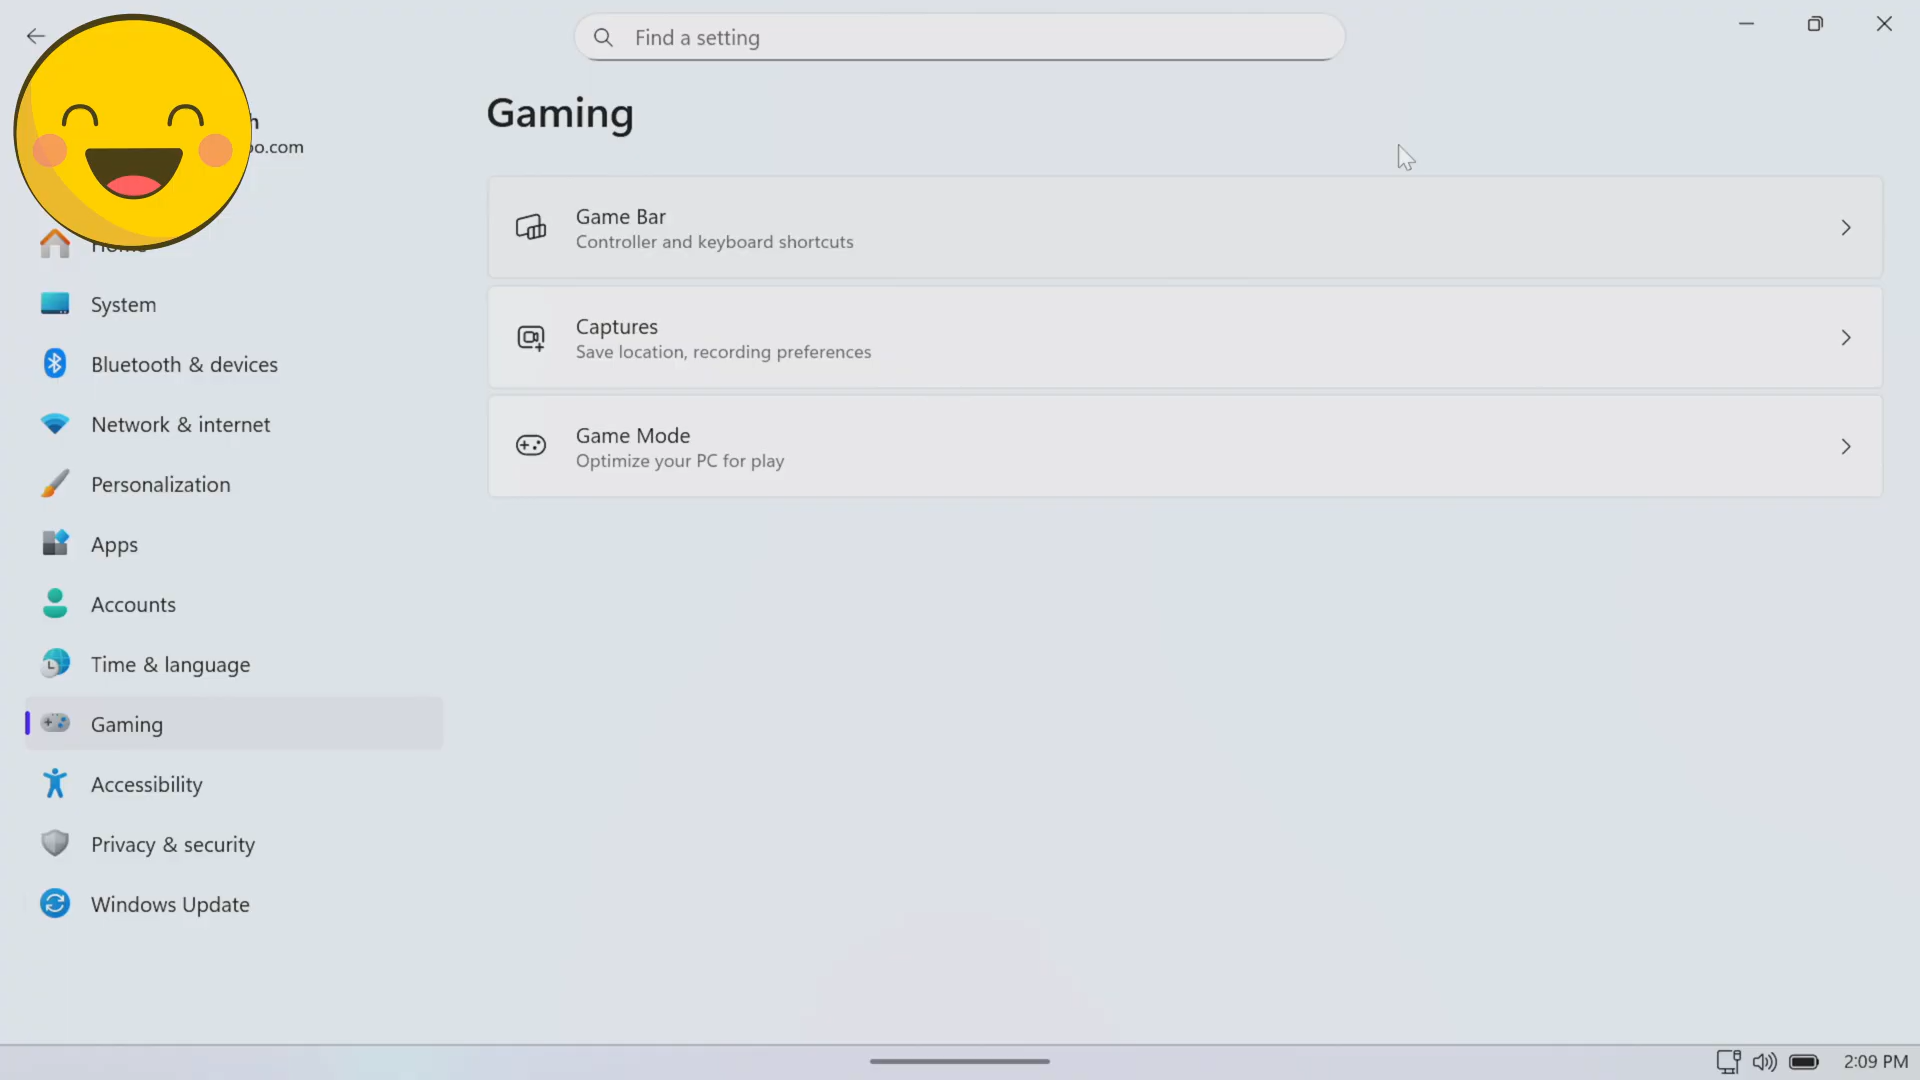 Find a setting
Gaming
Game Bar
Controller and keyboard shortcuts
Captures
Save location, recording preferences
Game Mode
Optimize your PC for play
Home
System
Bluetooth & devices
Network & internet
Personalization
Apps
Accounts
Time & language
Gaming
Accessibility
Privacy & security
Windows Update
2:09 PM